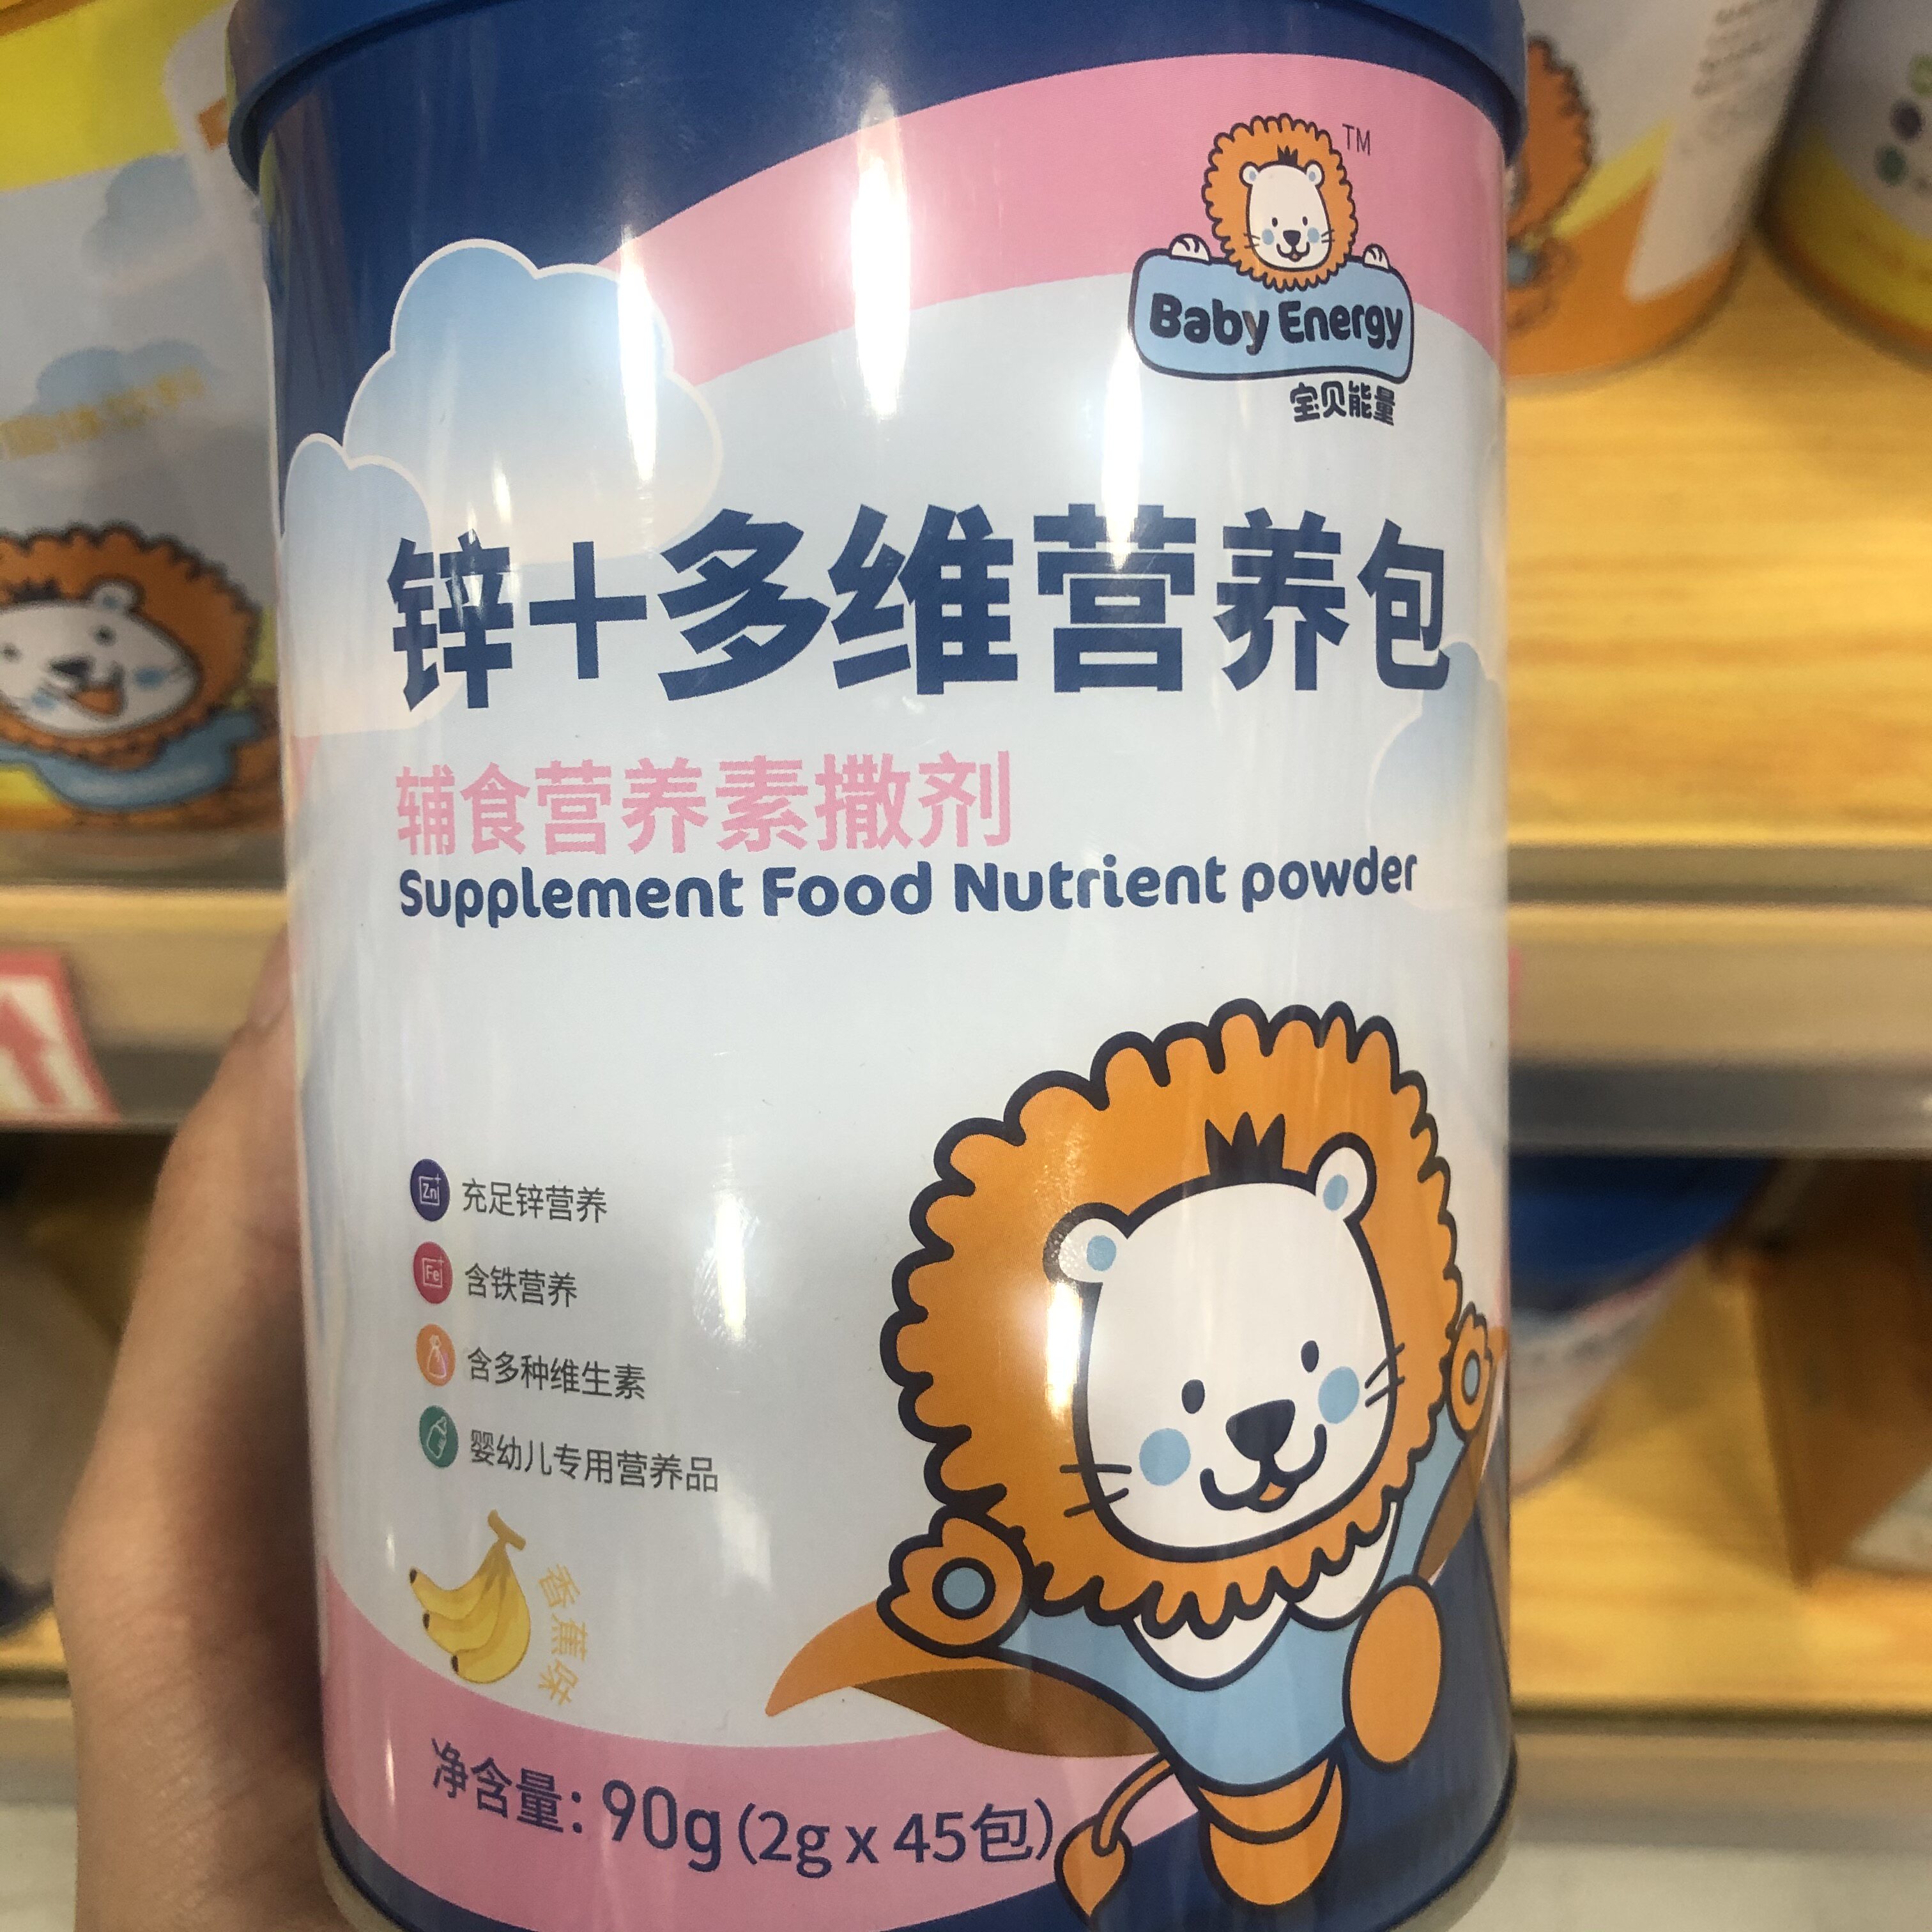 TM
Baby Energy
宝贝能量
锌+多维营养包
辅食营养素撒剂
Supplement Food Nutrient powder
Zn+
充足锌营养
Fe+
含铁营养
含多种维生素
婴幼儿专用营养品
香蕉味
净含量: 90g (2g x 45包)